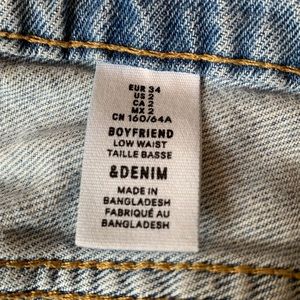 EUR 34
US 2
CA 2
MX 2
CN 160/64A
BOYFRIEND
LOW WAIST
TAILLE BASSE
&DENIM
MADE IN
BANGLADESH
FABRIQUÉ AU
BANGLADESH